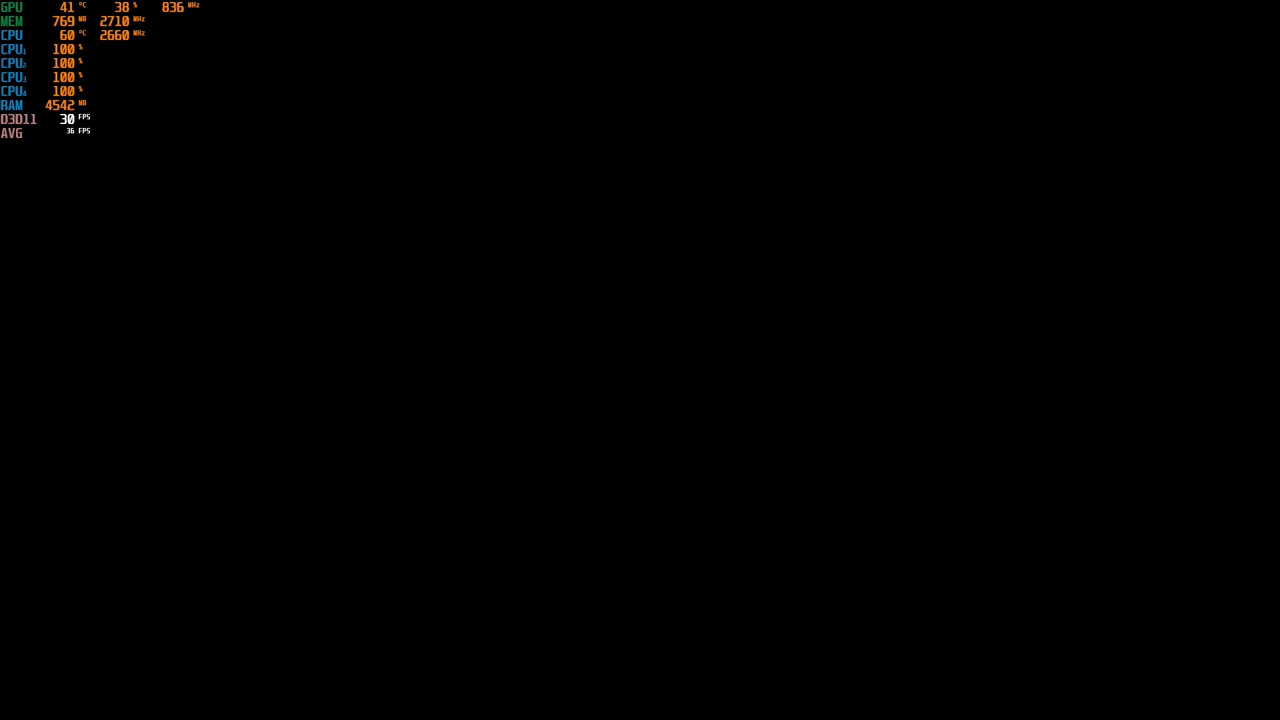 GPU 41 °C 38 % 836 MHz
MEM 769 MB 2710 MHz
CPU 60 °C 2660 MHz
CPU1 100 %
CPU2 100 %
CPU3 100 %
CPU4 100 %
RAM 4542 MB
D3D11 30 FPS
AVG 36 FPS